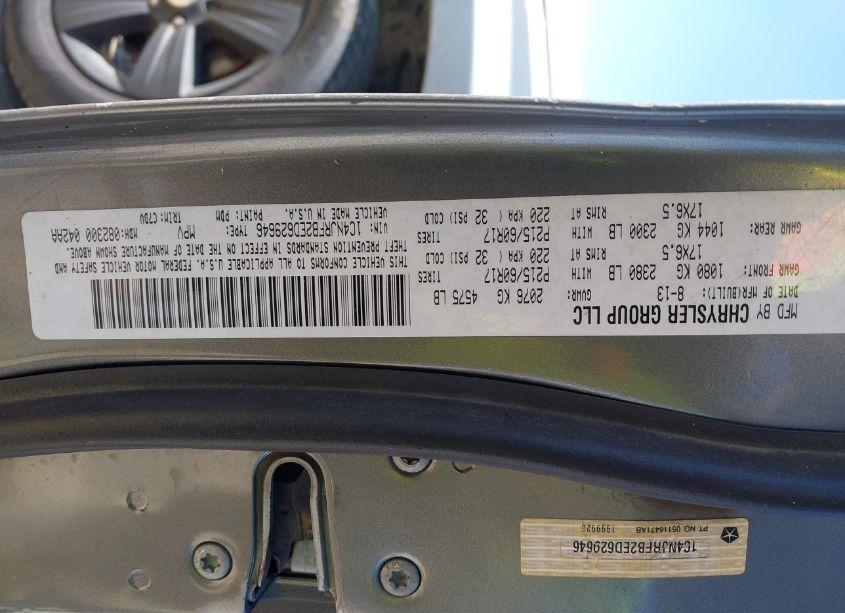 MFD BY CHRYSLER GROUP LLC
DATE OF MFR(BUILT): 8-13 GVWR: 2076 KG 4575 LB
GAWR FRONT: 1080 KG 2380 LB WITH TIRES P215/60R17
17X6.5 RIMS AT 220 KPA ( 32 PSI) COLD
GAWR REAR: 1044 KG 2300 LB WITH TIRES P215/60R17
17X6.5 RIMS AT 220 KPA ( 32 PSI) COLD
THIS VEHICLE CONFORMS TO ALL APPLICABLE U.S.A. FEDERAL MOTOR VEHICLE SAFETY AND
THEFT PREVENTION STANDARDS IN EFFECT ON THE DATE OF MANUFACTURE SHOWN ABOVE.
VIN: 1C4NJRFB2ED629646 TYPE: MPV MDH: 082300 042AA
VEHICLE MADE IN U.S.A. PAINT: PDM TRIM: C7DV
1C4NJRFB2ED629646
PT. NO. 05116471AB
1999920